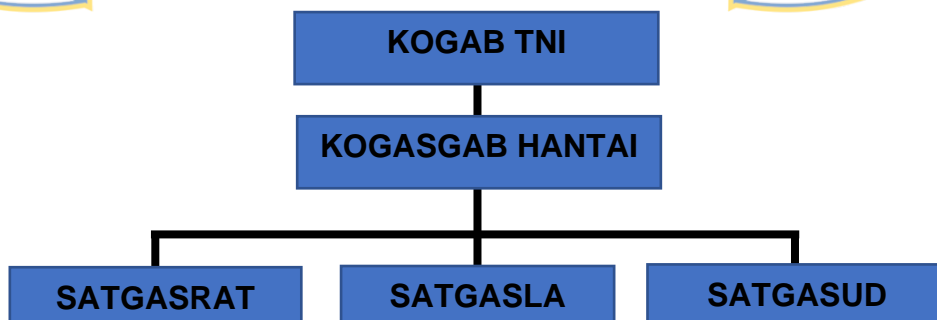 KOGAB TNI
KOGASGAB HANTAI
SATGASRAT
SATGASLA
SATGASUD